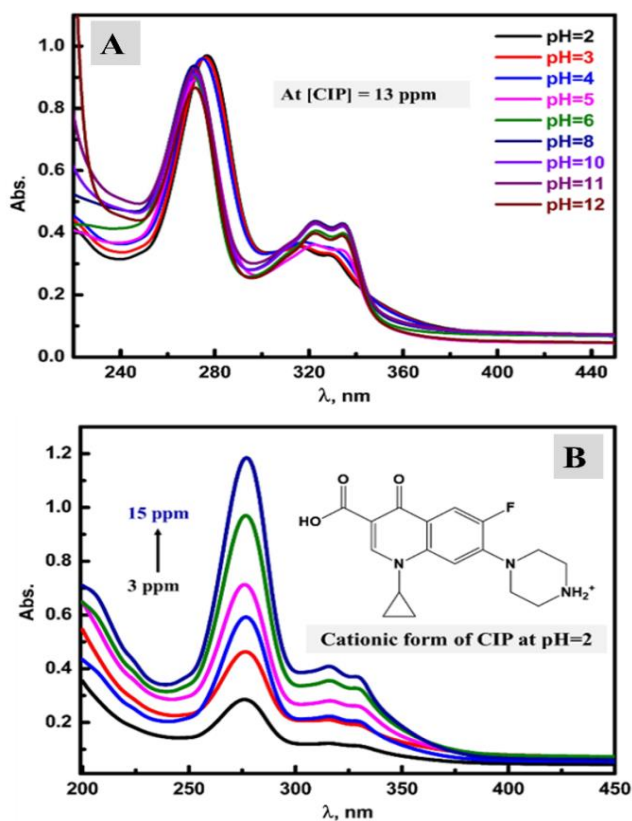 A
At [CIP] = 13 ppm
pH=2
pH=3
pH=4
pH=5
pH=6
pH=8
pH=10
pH=11
pH=12
Abs.
1.0
0.8
0.6
0.4
0.2
0.0
240 280 320 360 400 440
λ, nm
B
15 ppm
3 ppm
O
O
HO
F
N
N
NH₂⁺
Cationic form of CIP at pH=2
Abs.
1.2
1.0
0.8
0.6
0.4
0.2
200 250 300 350 400 450
λ, nm